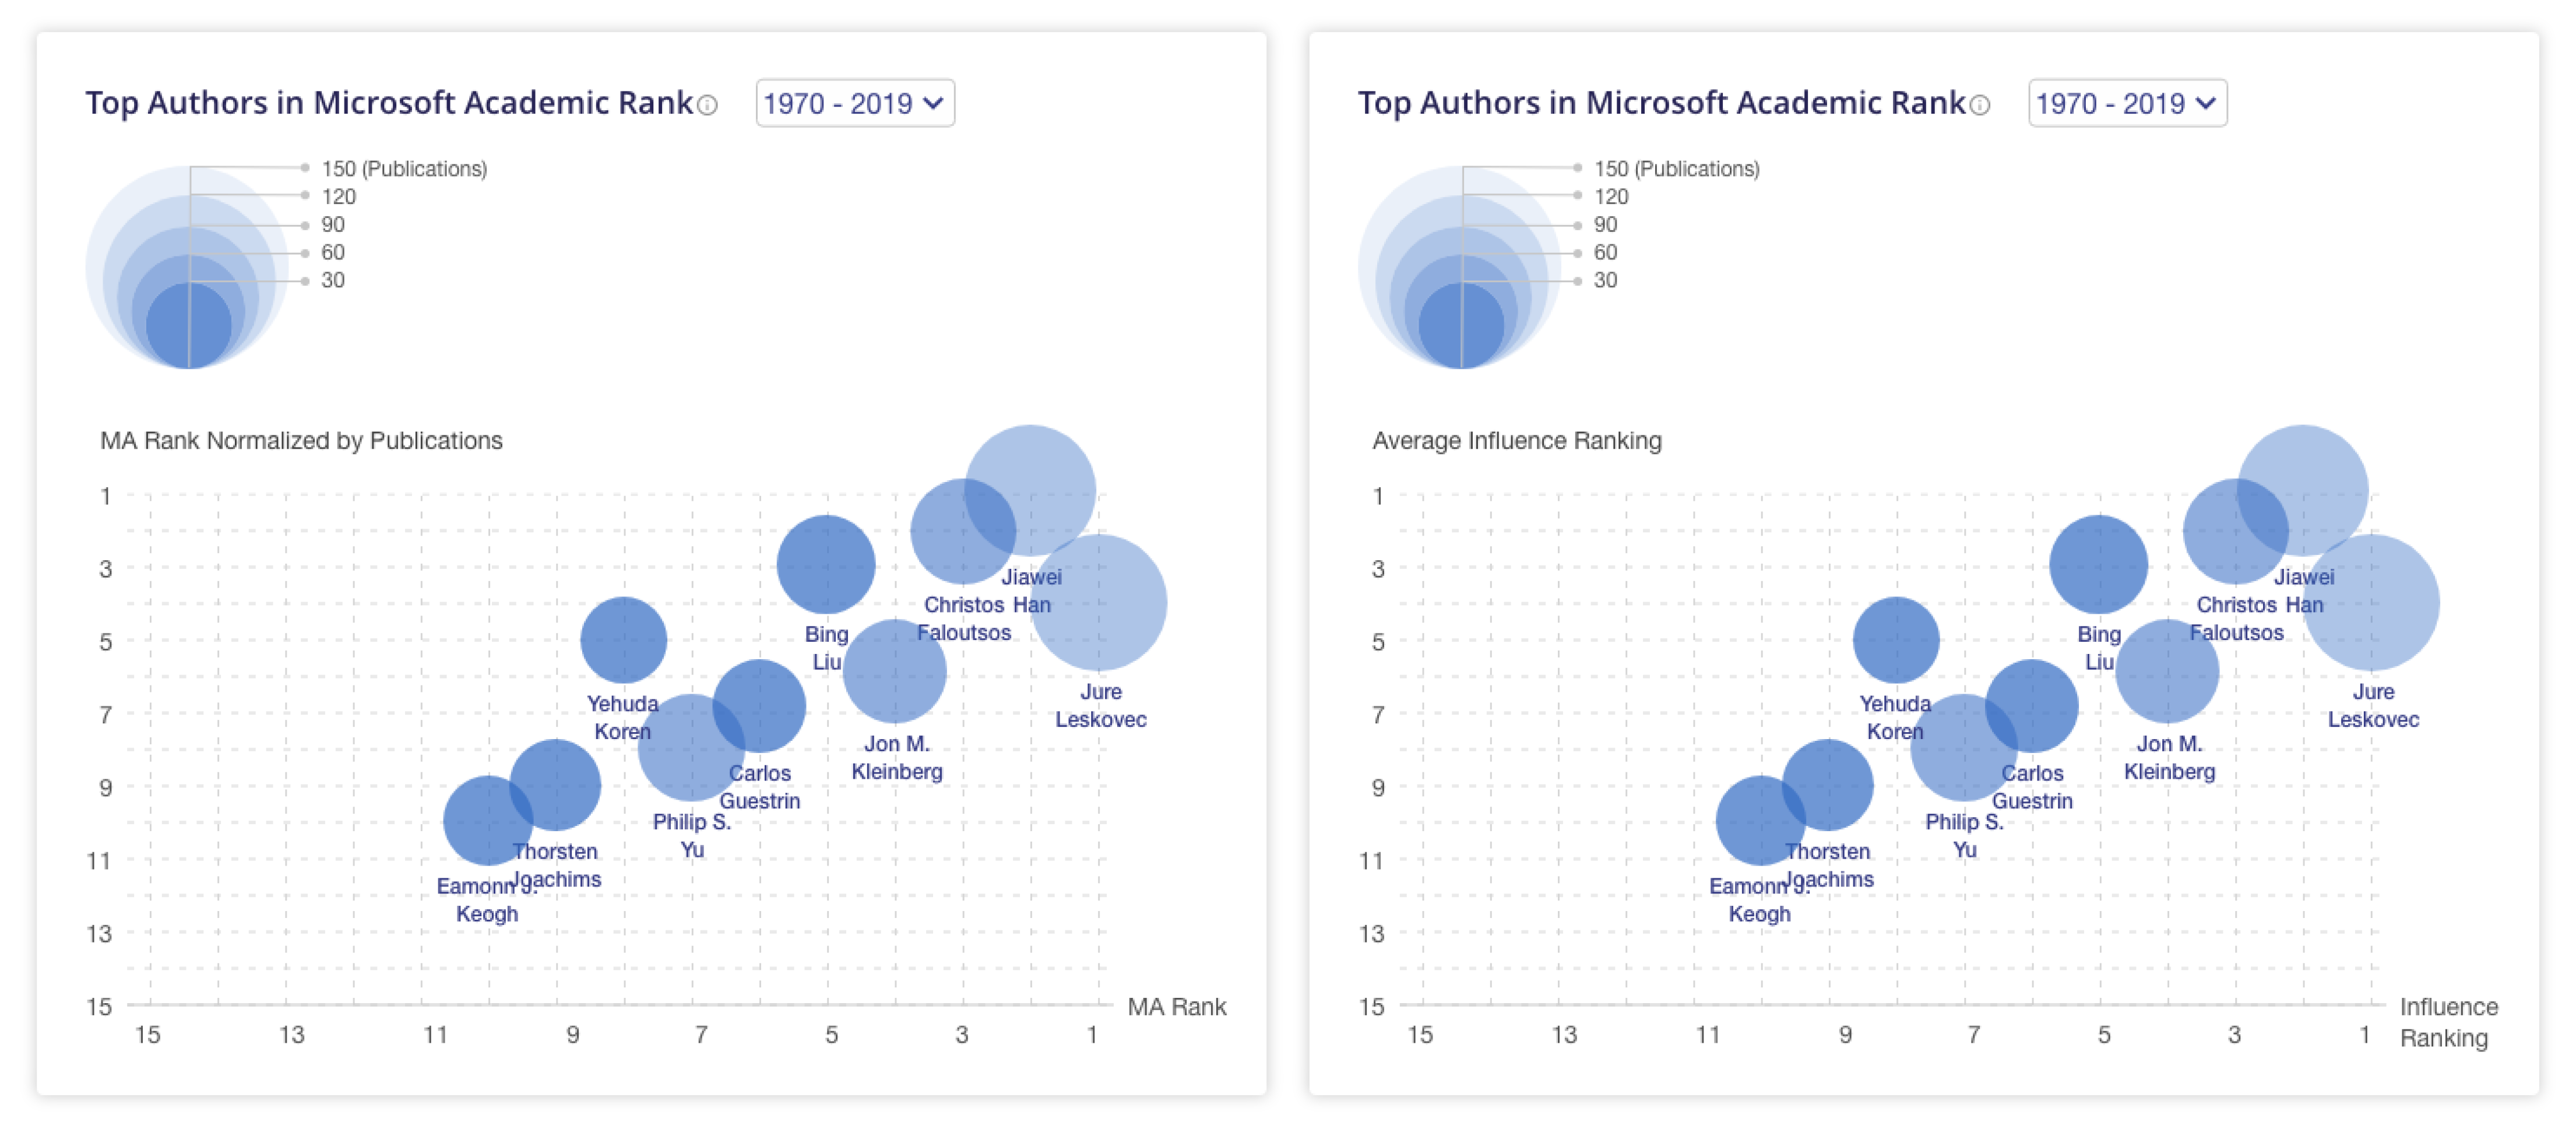 Top Authors in Microsoft Academic Rank
1970 - 2019
150 (Publications)
120
90
60
30
MA Rank Normalized by Publications
1
3
5
7
9
11
13
15
Jiawei
Han
Christos
Faloutsos
Bing
Liu
Jure
Leskovec
Yehuda
Koren
Jon M.
Kleinberg
Carlos
Guestrin
Philip S.
Yu
Thorsten
Joachims
Eamonn J.
Keogh
15
13
11
9
7
5
3
1
MA Rank
Top Authors in Microsoft Academic Rank
1970 - 2019
150 (Publications)
120
90
60
30
Average Influence Ranking
1
3
5
7
9
11
13
15
Jiawei
Han
Christos
Faloutsos
Bing
Liu
Jure
Leskovec
Yehuda
Koren
Jon M.
Kleinberg
Carlos
Guestrin
Philip S.
Yu
Thorsten
Joachims
Eamonn J.
Keogh
15
13
11
9
7
5
3
1
Influence
Ranking